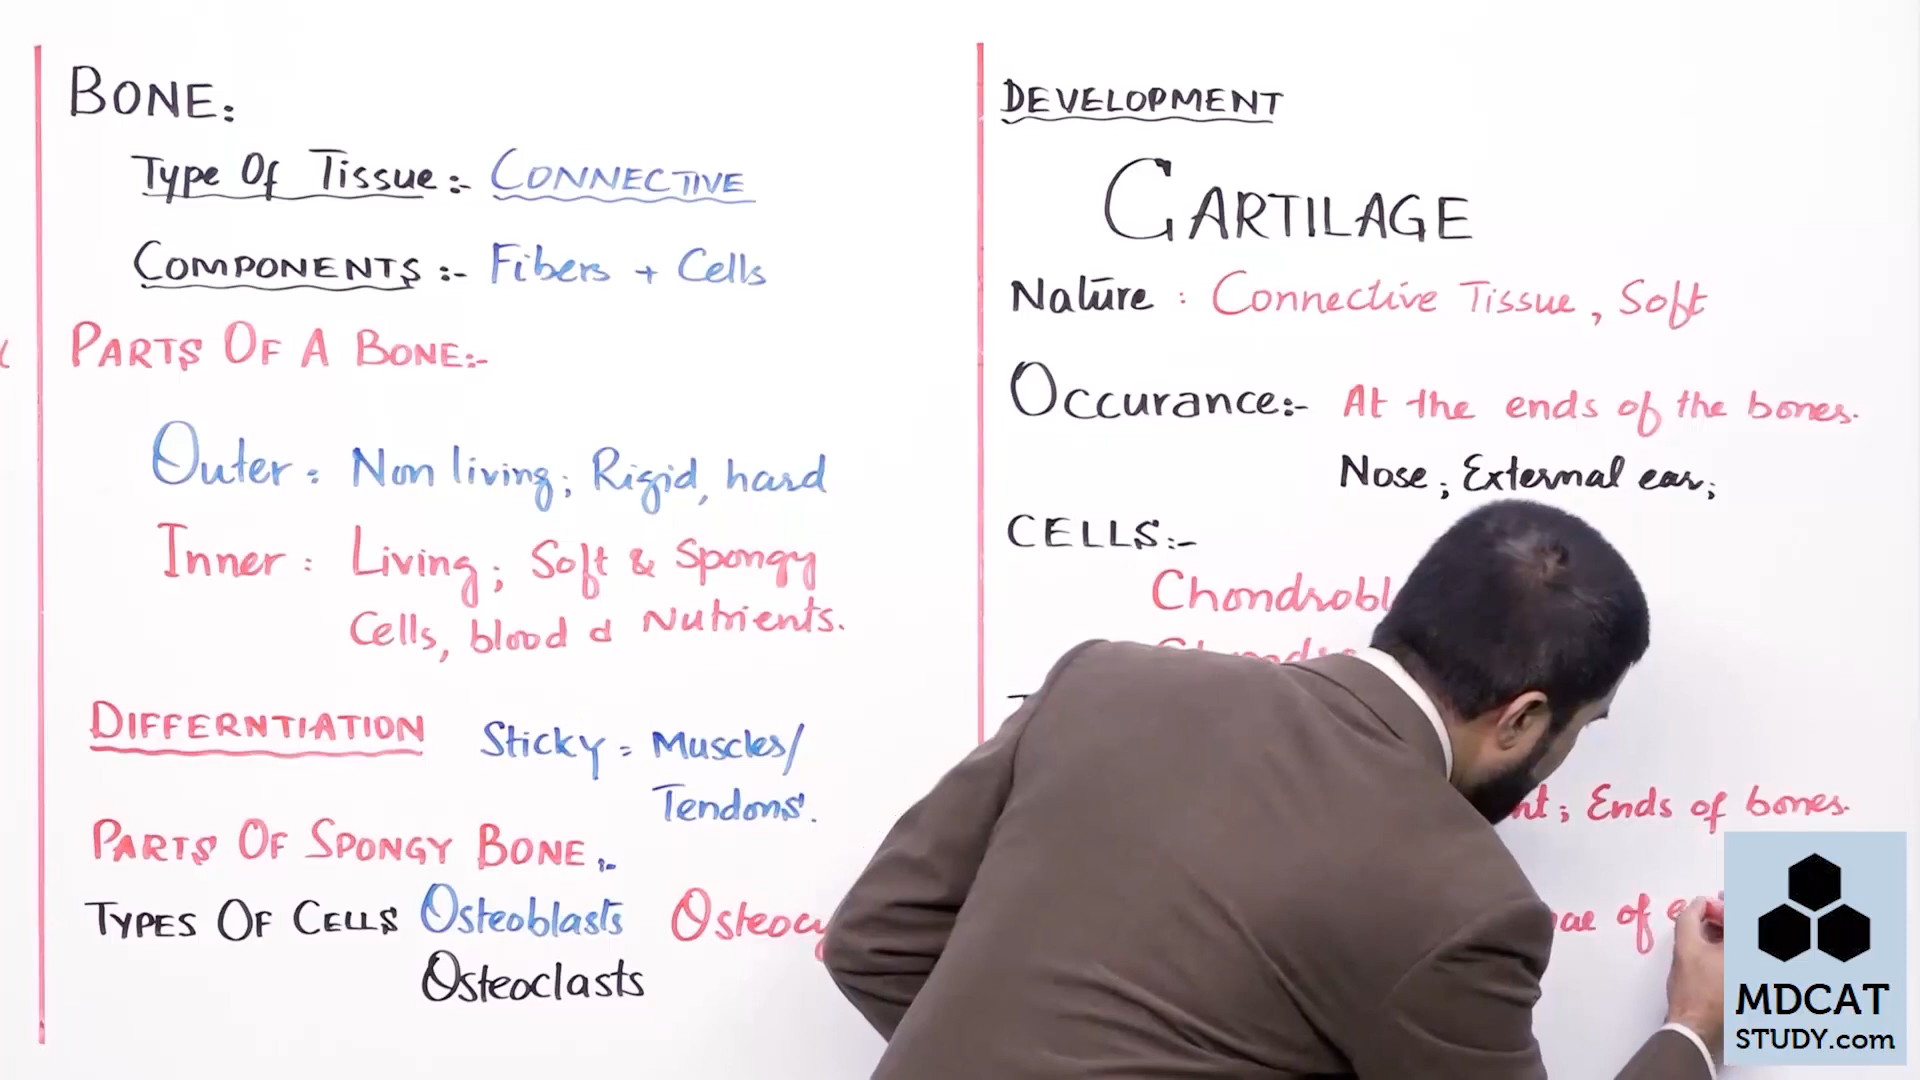 BONE:
Type Of Tissue:- CONNECTIVE
COMPONENTS:- Fibers + Cells
PARTS OF A BONE:-
Outer: Non living; Rigid, hard
Inner: Living; Soft & Spongy
Cells, blood & Nutrients.
DIFFERNTIATION Sticky = Muscles/
Tendons.
PARTS OF SPONGY BONE:-
TYPES OF CELLS Osteoblasts
Osteoclasts
DEVELOPMENT
CARTILAGE
Nature: Connective Tissue, Soft
Occurance:- At the ends of the bones.
Nose; External ear;
CELLS:-
; Ends of bones.
of
MDCAT
STUDY.com